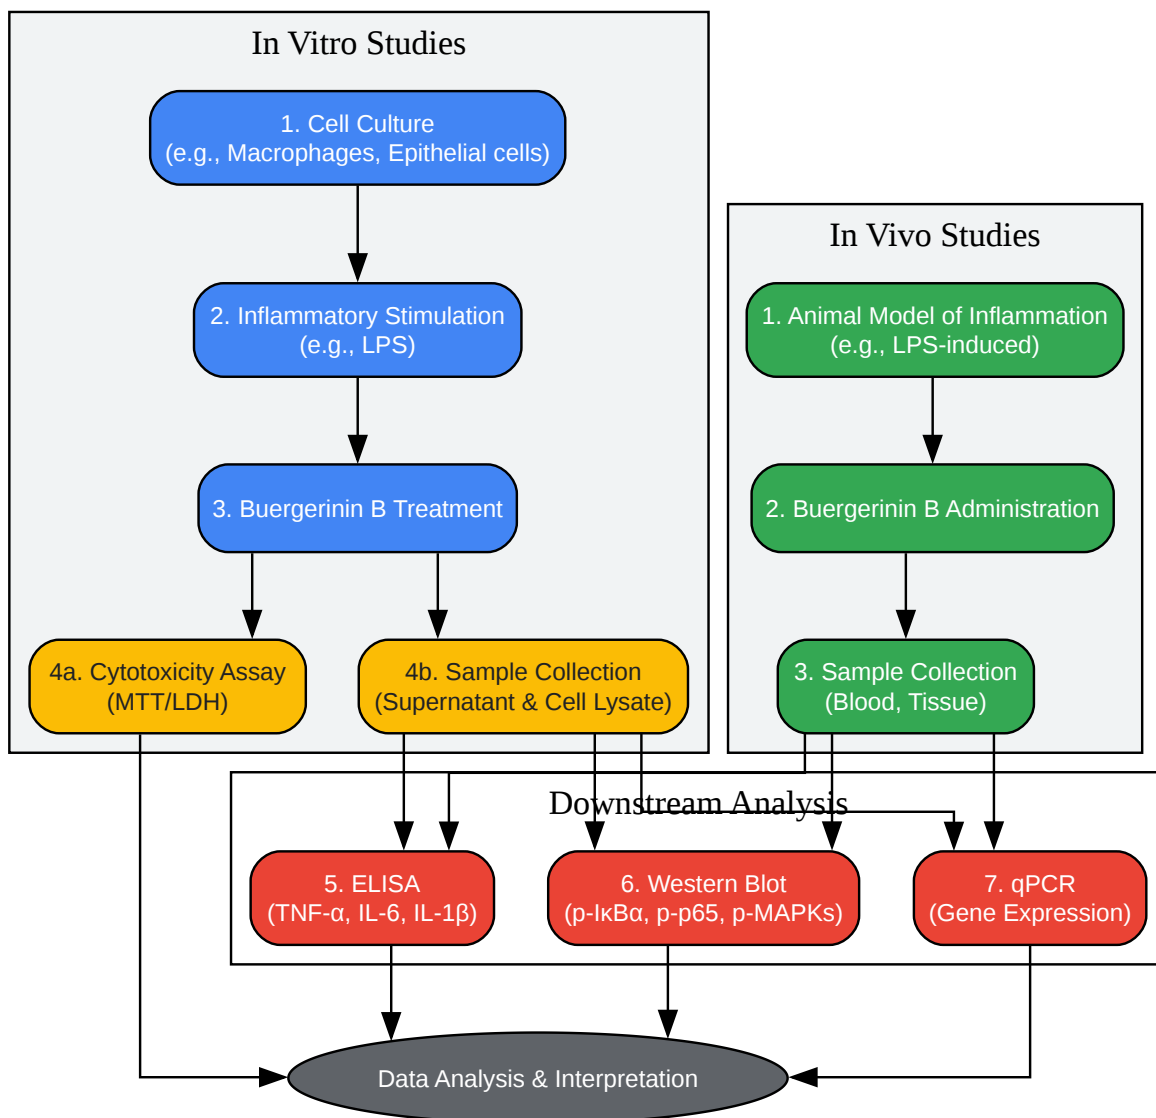 In Vitro Studies
1. Cell Culture
(e.g., Macrophages, Epithelial cells)
2. Inflammatory Stimulation
(e.g., LPS)
3. Buergerinin B Treatment
4a. Cytotoxicity Assay
(MTT/LDH)
4b. Sample Collection
(Supernatant & Cell Lysate)
In Vivo Studies
1. Animal Model of Inflammation
(e.g., LPS-induced)
2. Buergerinin B Administration
3. Sample Collection
(Blood, Tissue)
Downstream Analysis
5. ELISA
(TNF-α, IL-6, IL-1β)
6. Western Blot
(p-IκBα, p-p65, p-MAPKs)
7. qPCR
(Gene Expression)
Data Analysis & Interpretation